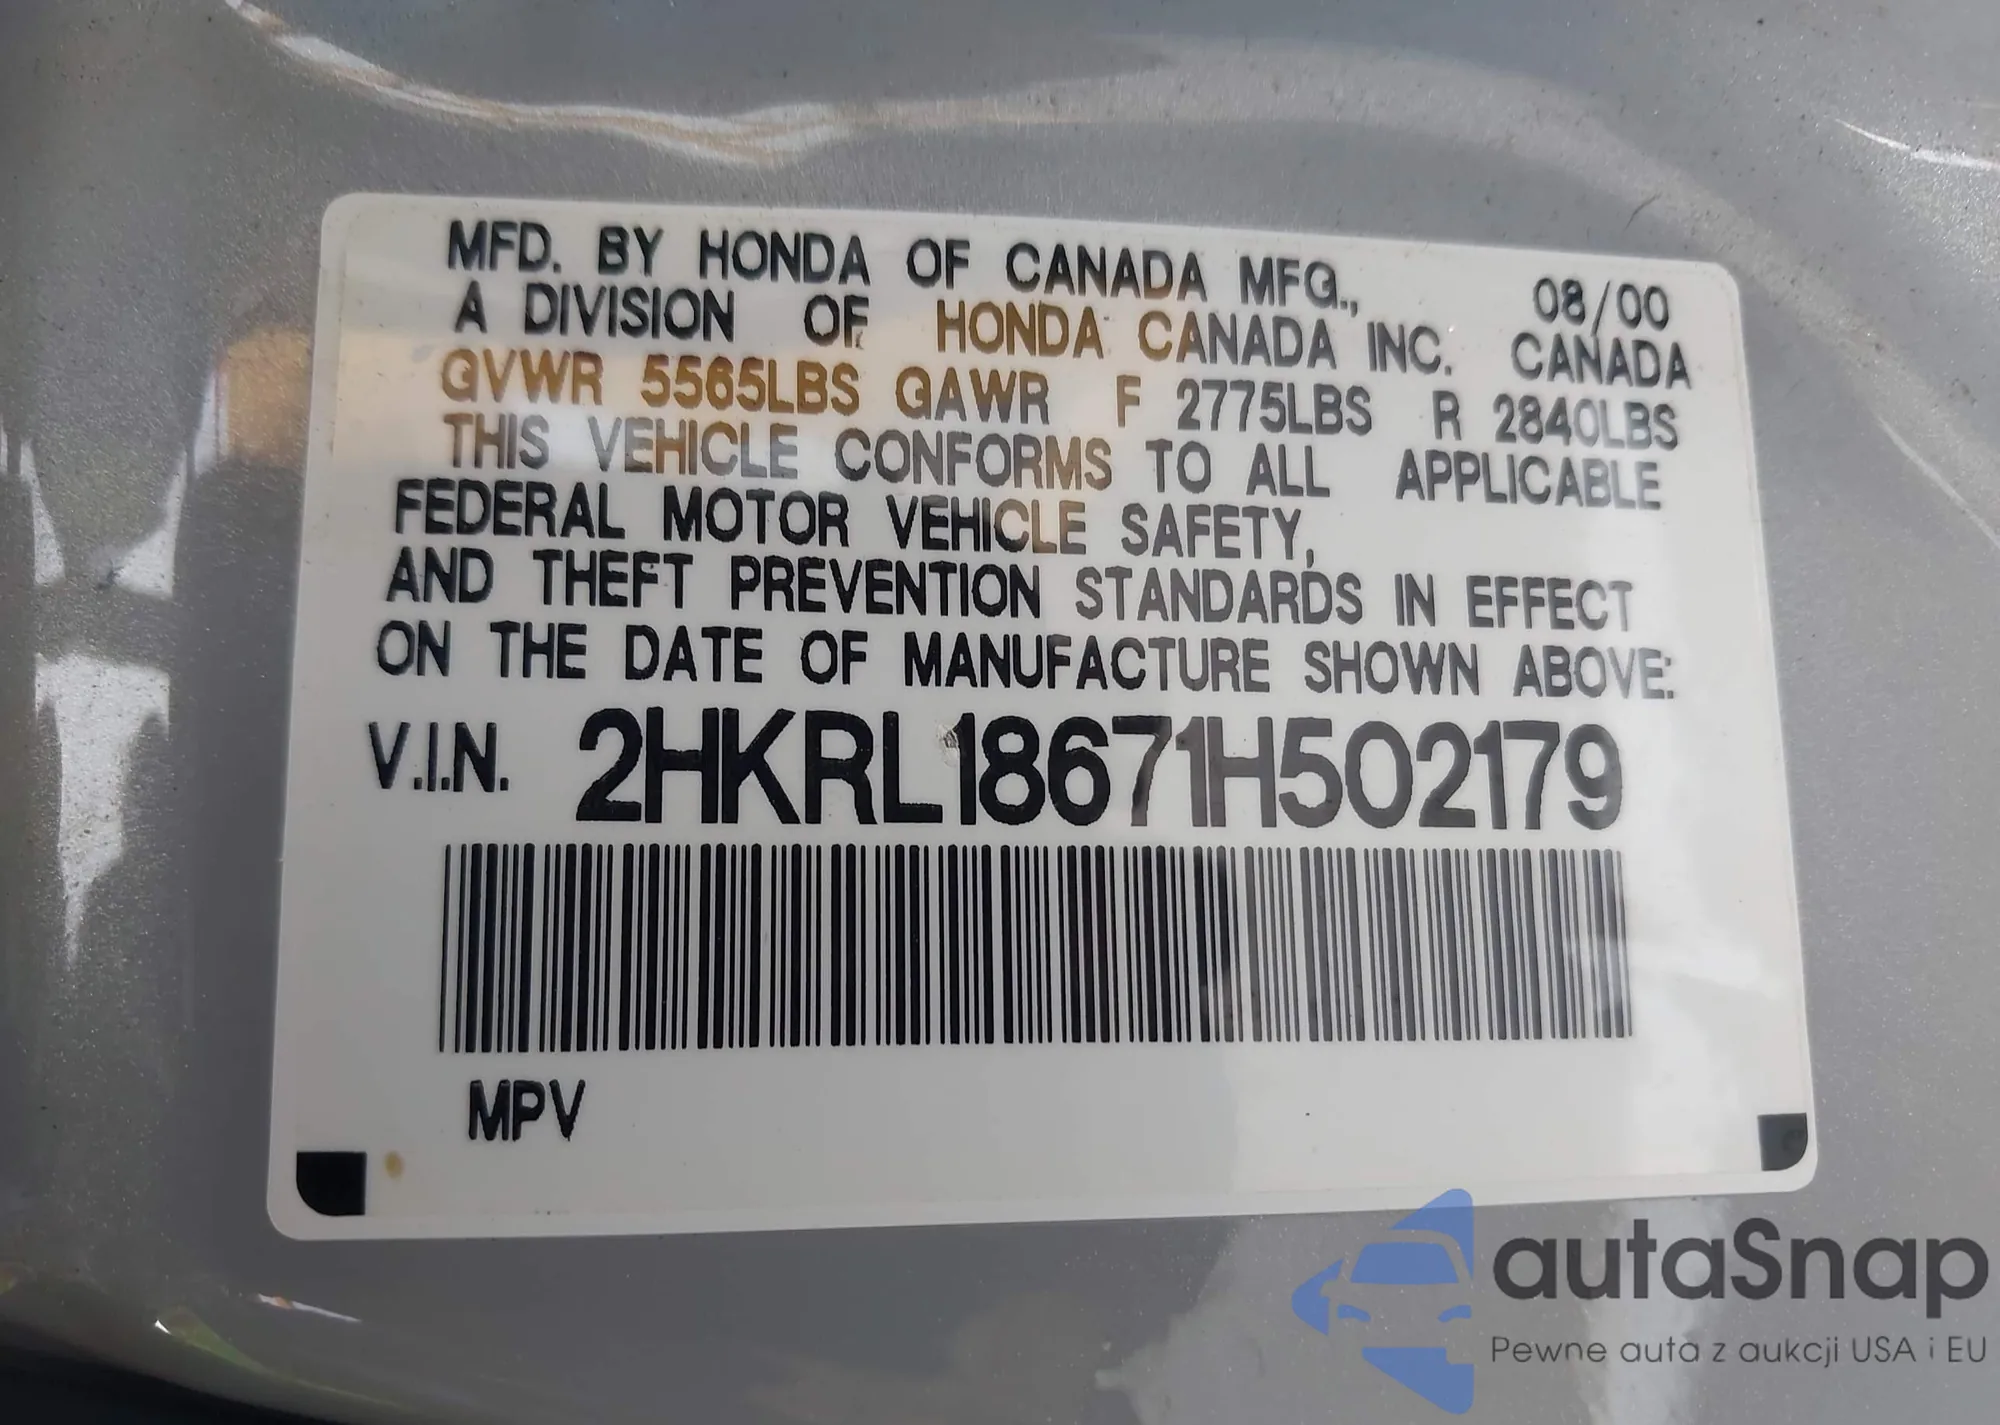 MFD. BY HONDA OF CANADA MFG., 08/00
A DIVISION OF HONDA CANADA INC. CANADA
GVWR 5565LBS GAWR F 2775LBS R 2840LBS
THIS VEHICLE CONFORMS TO ALL APPLICABLE
FEDERAL MOTOR VEHICLE SAFETY,
AND THEFT PREVENTION STANDARDS IN EFFECT
ON THE DATE OF MANUFACTURE SHOWN ABOVE:
V.I.N. 2HKRL18671H502179
MPV
autaSnap
Pewne auta z aukcji USA i EU